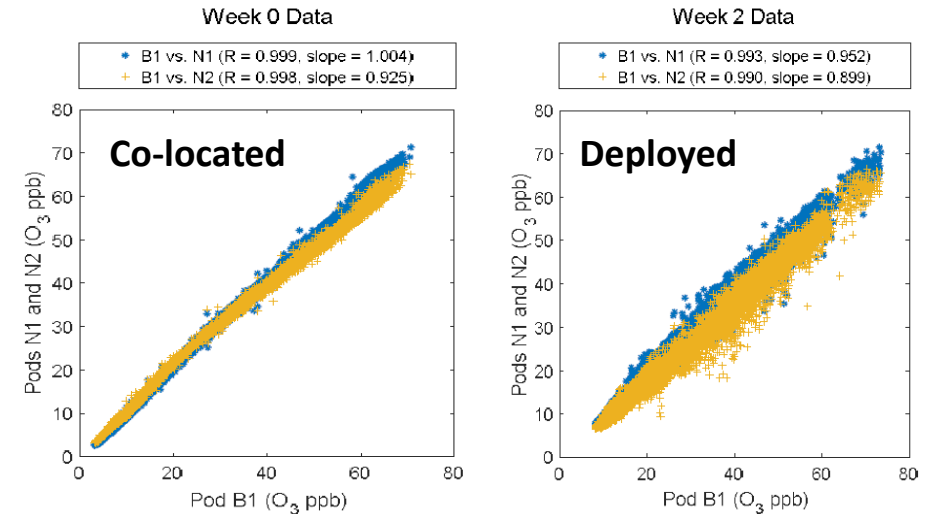 Week 0 Data
B1 vs. N1 (R = 0.999, slope = 1.004)
B1 vs. N2 (R = 0.998, slope = 0.925)
Co-located
80
70
60
50
40
30
20
10
0
Pods N1 and N2 (O3 ppb)
0 20 40 60 80
Pod B1 (O3 ppb)
Week 2 Data
B1 vs. N1 (R = 0.993, slope = 0.952)
B1 vs. N2 (R = 0.990, slope = 0.899)
Deployed
80
70
60
50
40
30
20
10
0
Pods N1 and N2 (O3 ppb)
0 20 40 60 80
Pod B1 (O3 ppb)